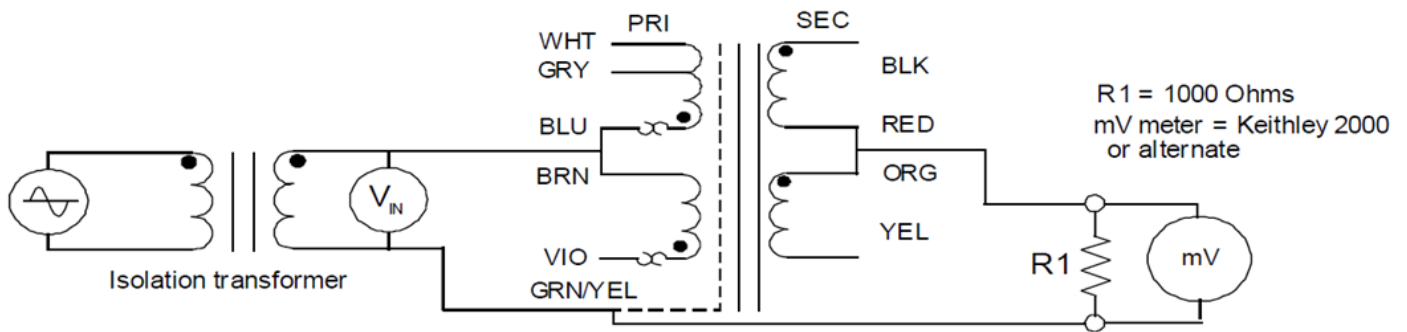 PRI
SEC
WHT
GRY
BLU
BRN
VIO
GRN/YEL
BLK
RED
ORG
YEL
V_IN
Isolation transformer
R1 = 1000 Ohms
mV meter = Keithley 2000
or alternate
R1
mV